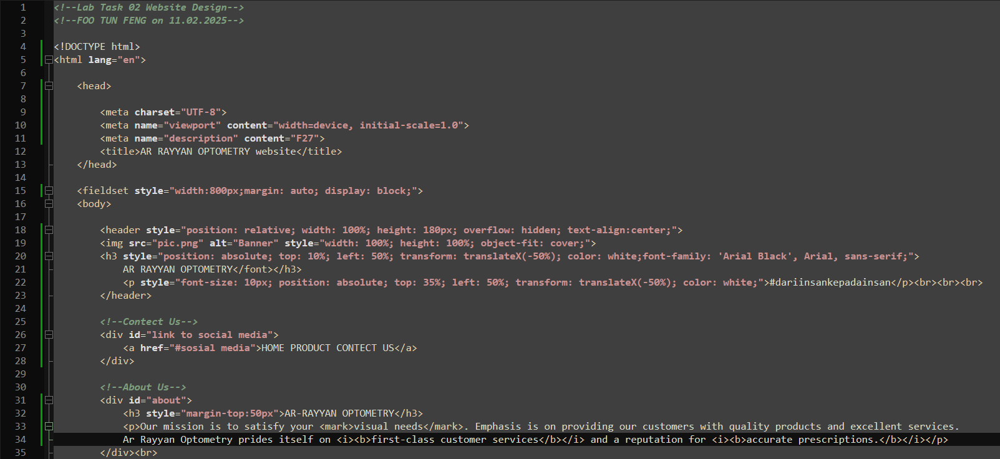 1 <!--Lab Task 02 Website Design-->
2 <!--FOO TUN FENG on 11.02.2025-->
3
4 <!DOCTYPE html>
5 <html lang="en">
6
7 <head>
8
9 <meta charset="UTF-8">
10 <meta name="viewport" content="width=device, initial-scale=1.0">
11 <meta name="description" content="F27">
12 <title>AR RAYYAN OPTOMETRY website</title>
13 </head>
14
15 <fieldset style="width:800px;margin: auto; display: block;">
16 <body>
17
18 <header style="position: relative; width: 100%; height: 180px; overflow: hidden; text-align:center;">
19 <img src="pic.png" alt="Banner" style="width: 100%; height: 100%; object-fit: cover;">
20 <h3 style="position: absolute; top: 10%; left: 50%; transform: translateX(-50%); color: white;font-family: 'Arial Black', Arial, sans-serif;">
21 AR RAYYAN OPTOMETRY</font></h3>
22 <p style="font-size: 10px; position: absolute; top: 35%; left: 50%; transform: translateX(-50%); color: white;">#dariinsankepadainsan</p><br><br><br>
23 </header>
24
25 <!--Contect Us-->
26 <div id="link to social media">
27 <a href="#sosial media">HOME PRODUCT CONTECT US</a>
28 </div>
29
30 <!--About Us-->
31 <div id="about">
32 <h3 style="margin-top:50px">AR-RAYYAN OPTOMETRY</h3>
33 <p>Our mission is to satisfy your <mark>visual needs</mark>. Emphasis is on providing our customers with quality products and excellent services.
34 Ar Rayyan Optometry prides itself on <i><b>first-class customer services</b></i> and a reputation for <i><b>accurate prescriptions.</b></i></p>
35 </div><br>